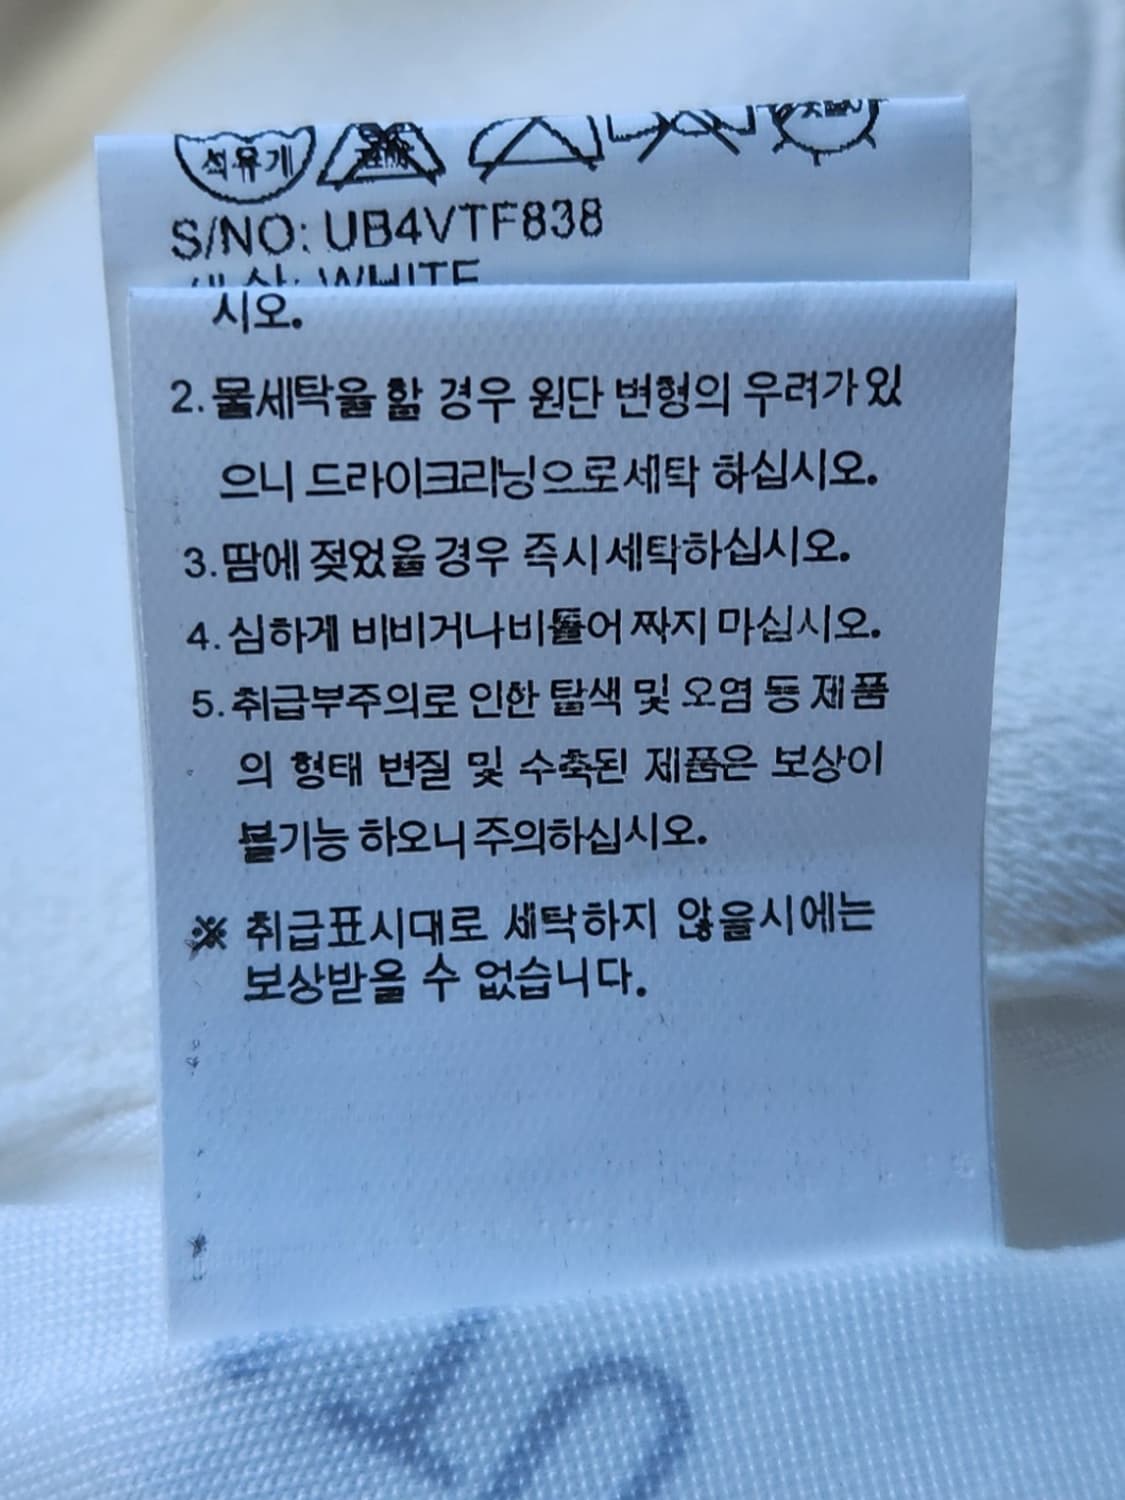 석유계
S/NO: UB4VTF838
색상: WHITE
시오.
2. 물세탁을 할 경우 원단 변형의 우려가 있
으니 드라이크리닝으로 세탁 하십시오.
3. 땀에 젖었을 경우 즉시 세탁하십시오.
4. 심하게 비비거나 비틀어 짜지 마십시오.
5. 취급부주의로 인한 탈색 및 오염 등 제품
의 형태 변질 및 수축된 제품은 보상이
불가능 하오니 주의하십시오.
※ 취급표시대로 세탁하지 않을시에는
보상받을 수 없습니다.